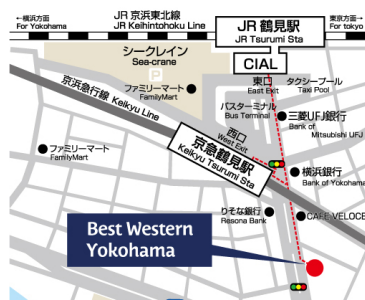 ←横浜方面
For Yokohama
JR 京浜東北線
JR Keihintohoku Line
JR 鶴見駅
JR Tsurumi Sta
東京方面→
For tokyo
CIAL
シークレイン
Sea-crane
P
東口
East Exit
タクシープール
Taxi Pool
京浜急行線 Keikyu Line
ファミリーマート
FamilyMart
バスターミナル
Bus Terminal
三菱UFJ銀行
Bank of
Mitsubishi UFJ
西口
West Exit
ファミリーマート
FamilyMart
京急鶴見駅
Keikyu Tsurumi Sta
横浜銀行
Bank of Yokohama
りそな銀行
Resona Bank
CAFE VELOCE
Best Western
Yokohama